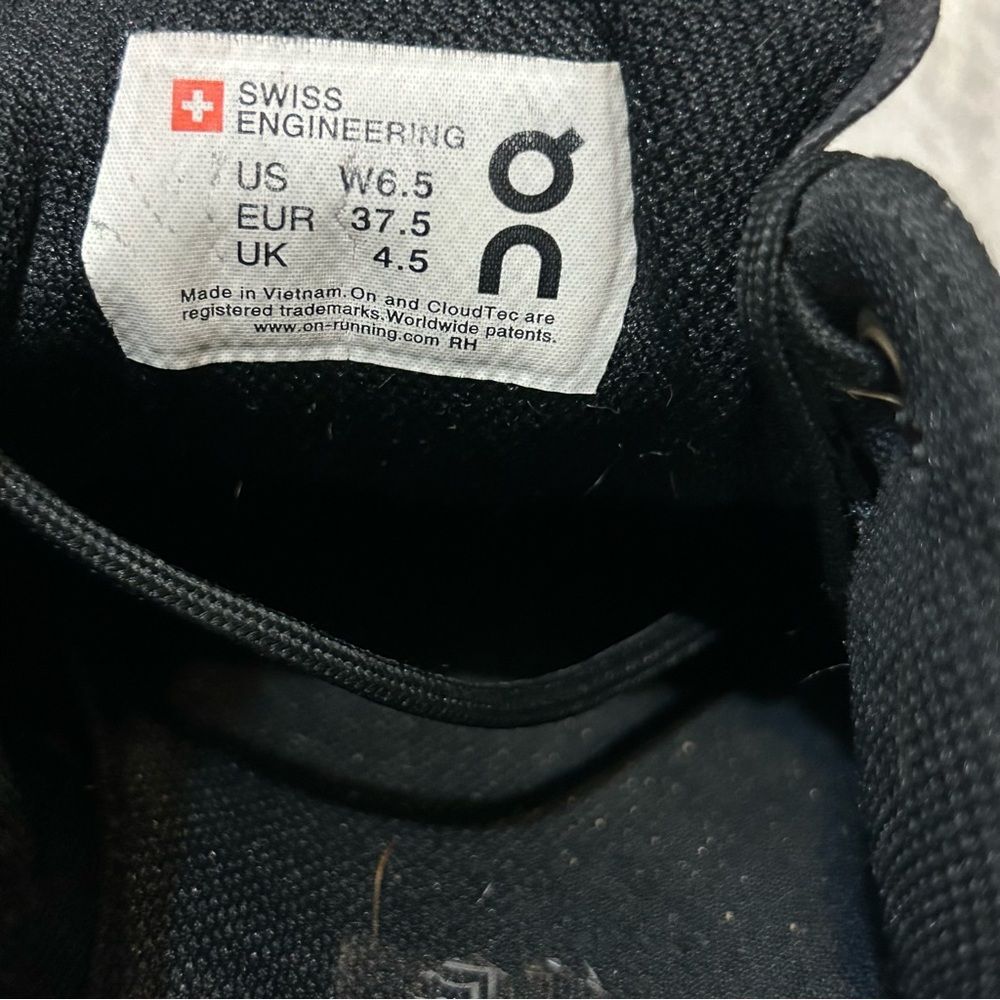 SWISS
ENGINEERING
US W6.5
EUR 37.5
UK 4.5
Made in Vietnam. On and CloudTec are
registered trademarks. Worldwide patents.
www.on-running.com RH
On